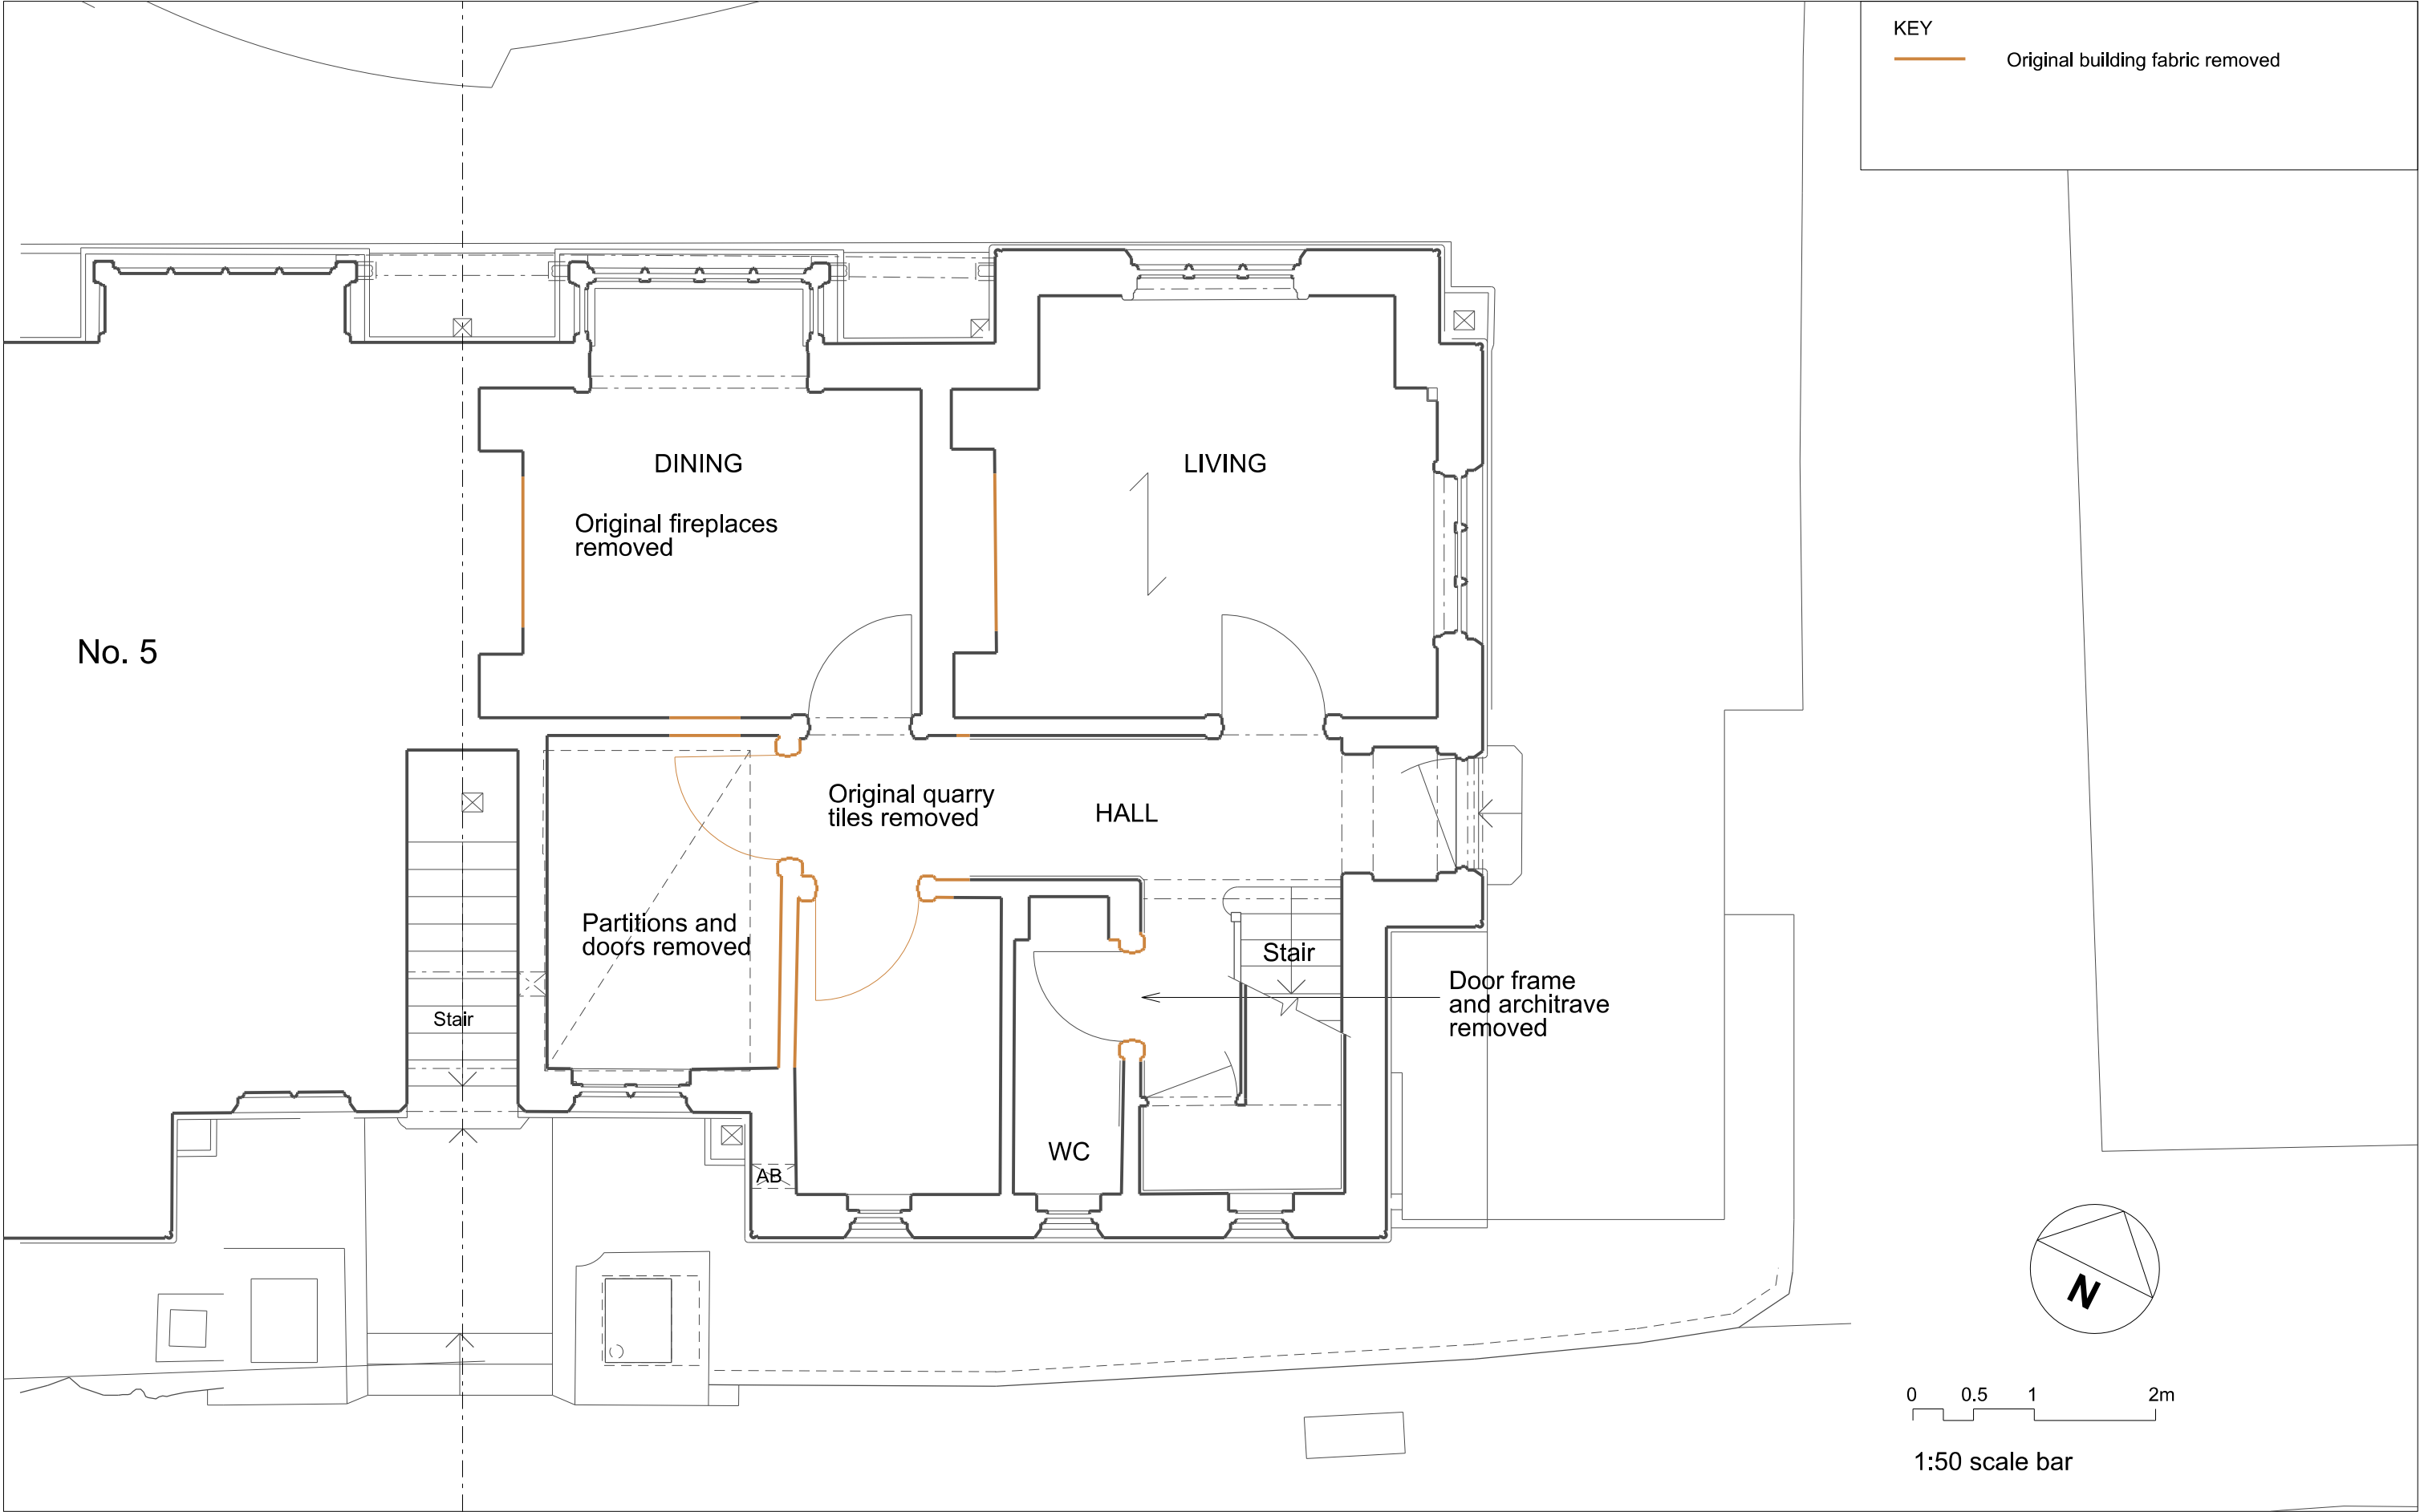 KEY
Original building fabric removed
DINING
LIVING
Original fireplaces
removed
No. 5
Original quarry
tiles removed
HALL
Partitions and
doors removed
Stair
Door frame
and architrave
removed
Stair
WC
AB
N
0 0.5 1 2m
1:50 scale bar